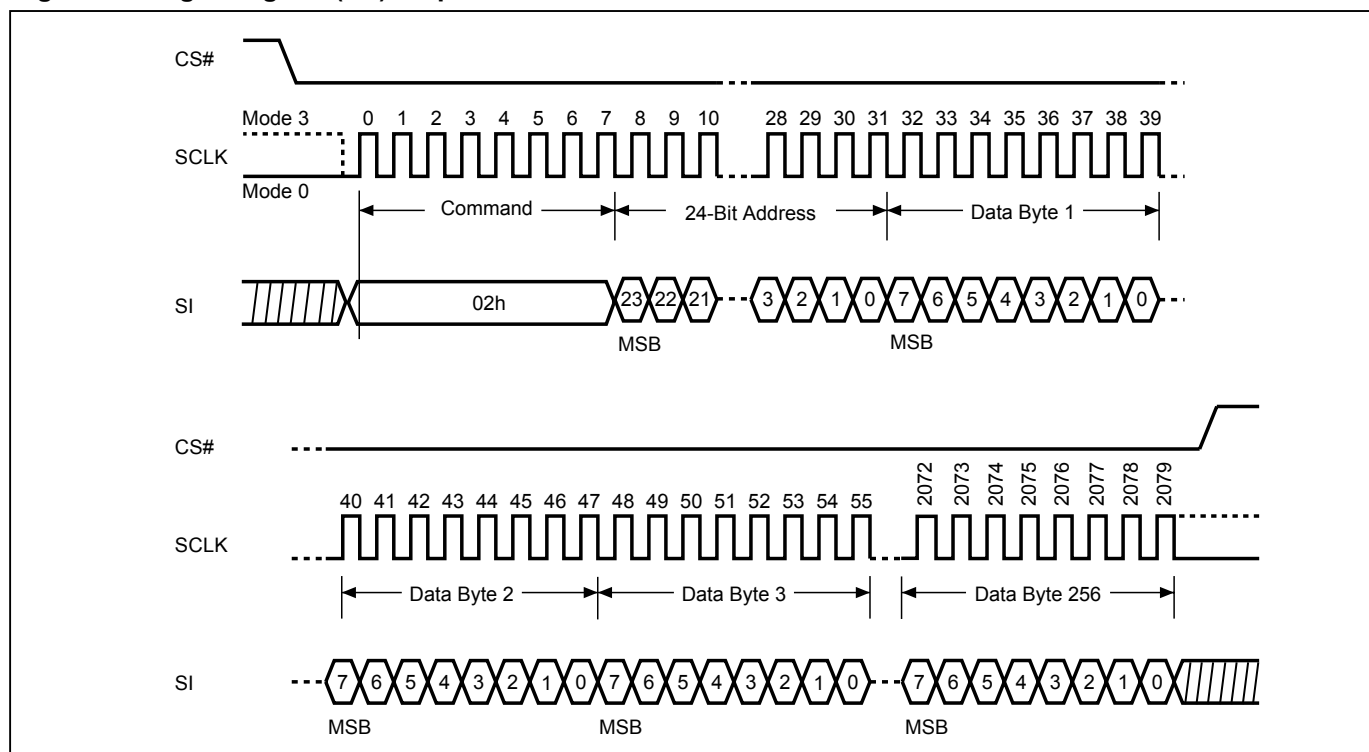 CS#
Mode 3
0 1 2 3 4 5 6 7 8 9 10 28 29 30 31 32 33 34 35 36 37 38 39
SCLK
Mode 0
Command 24-Bit Address Data Byte 1
SI 02h 23 22 21 3 2 1 0 7 6 5 4 3 2 1 0
MSB MSB
CS#
40 41 42 43 44 45 46 47 48 49 50 51 52 53 54 55 2072 2073 2074 2075 2076 2077 2078 2079
SCLK
Data Byte 2 Data Byte 3 Data Byte 256
SI 7 6 5 4 3 2 1 0 7 6 5 4 3 2 1 0 7 6 5 4 3 2 1 0
MSB MSB MSB